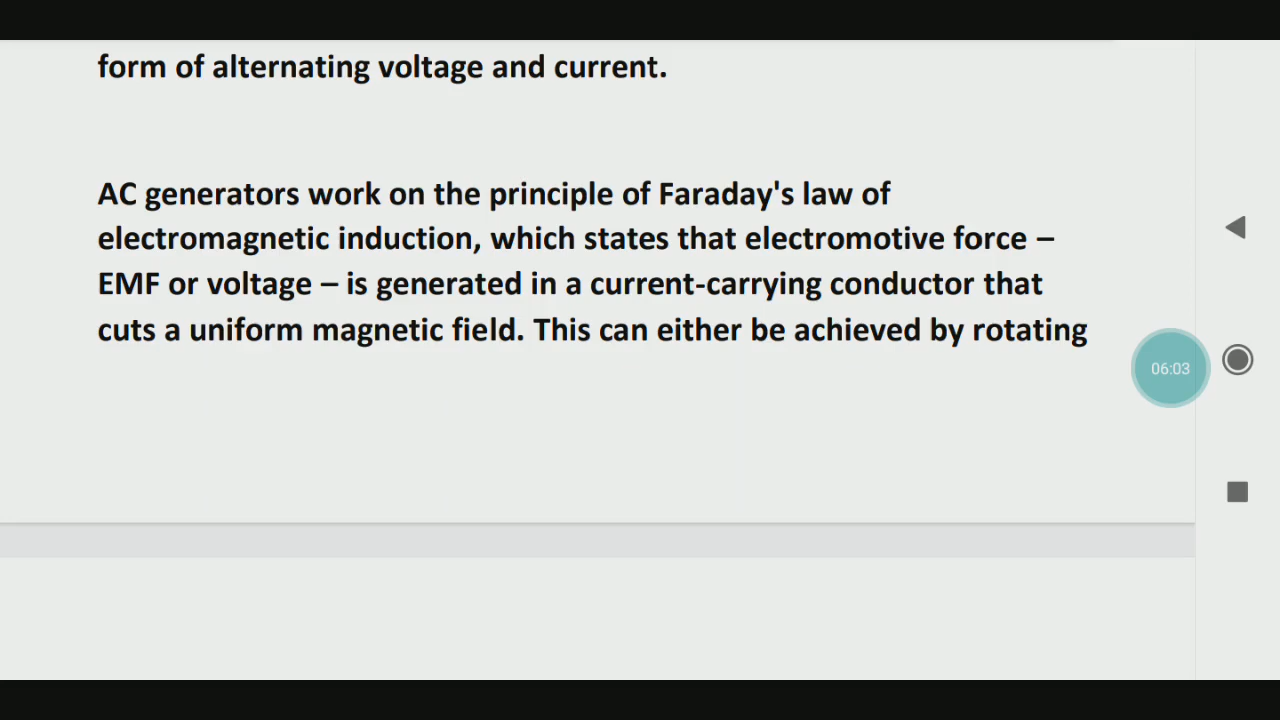 form of alternating voltage and current.
AC generators work on the principle of Faraday's law of
electromagnetic induction, which states that electromotive force –
EMF or voltage – is generated in a current-carrying conductor that
cuts a uniform magnetic field. This can either be achieved by rotating
06:03